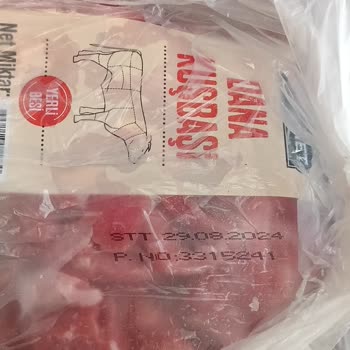 DANA
KUŞBAŞI
YERLİ
BESİ
Net Miktar
STT :29.08.2024
P. NO:3315241